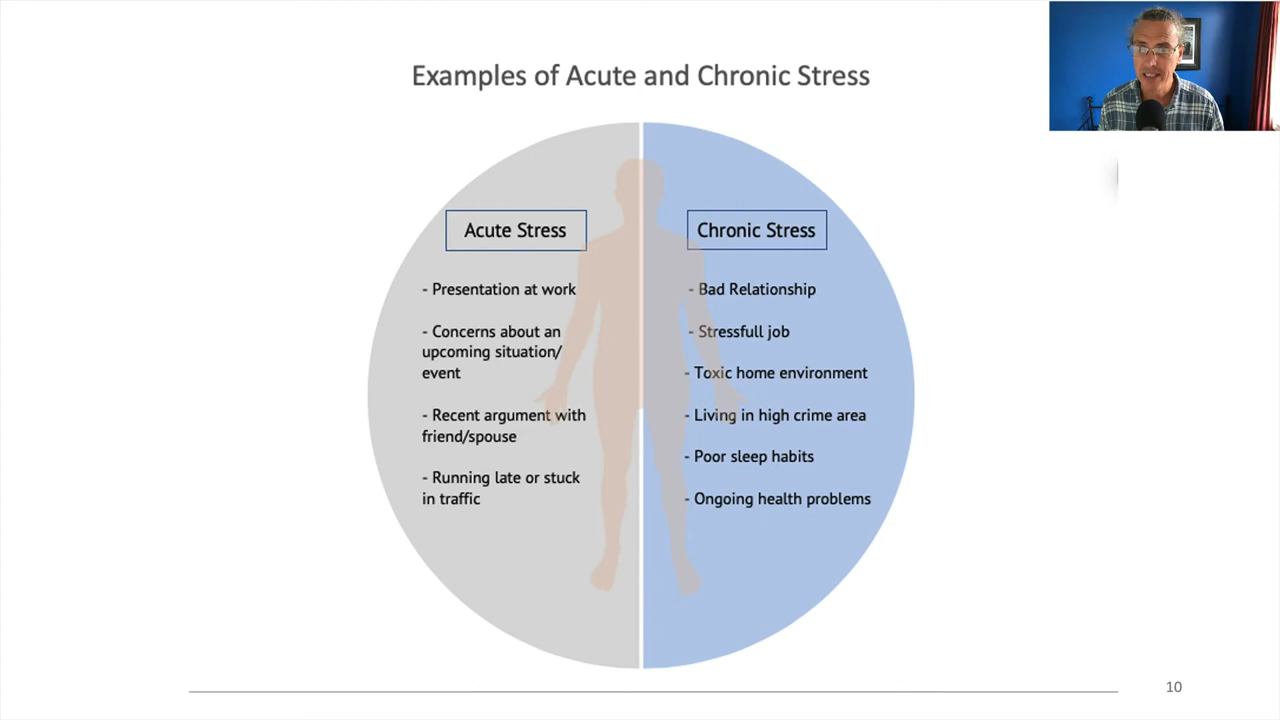 Examples of Acute and Chronic Stress
Acute Stress
- Presentation at work
- Concerns about an
upcoming situation/
event
- Recent argument with
friend/spouse
- Running late or stuck
in traffic
Chronic Stress
- Bad Relationship
- Stressfull job
- Toxic home environment
- Living in high crime area
- Poor sleep habits
- Ongoing health problems
10